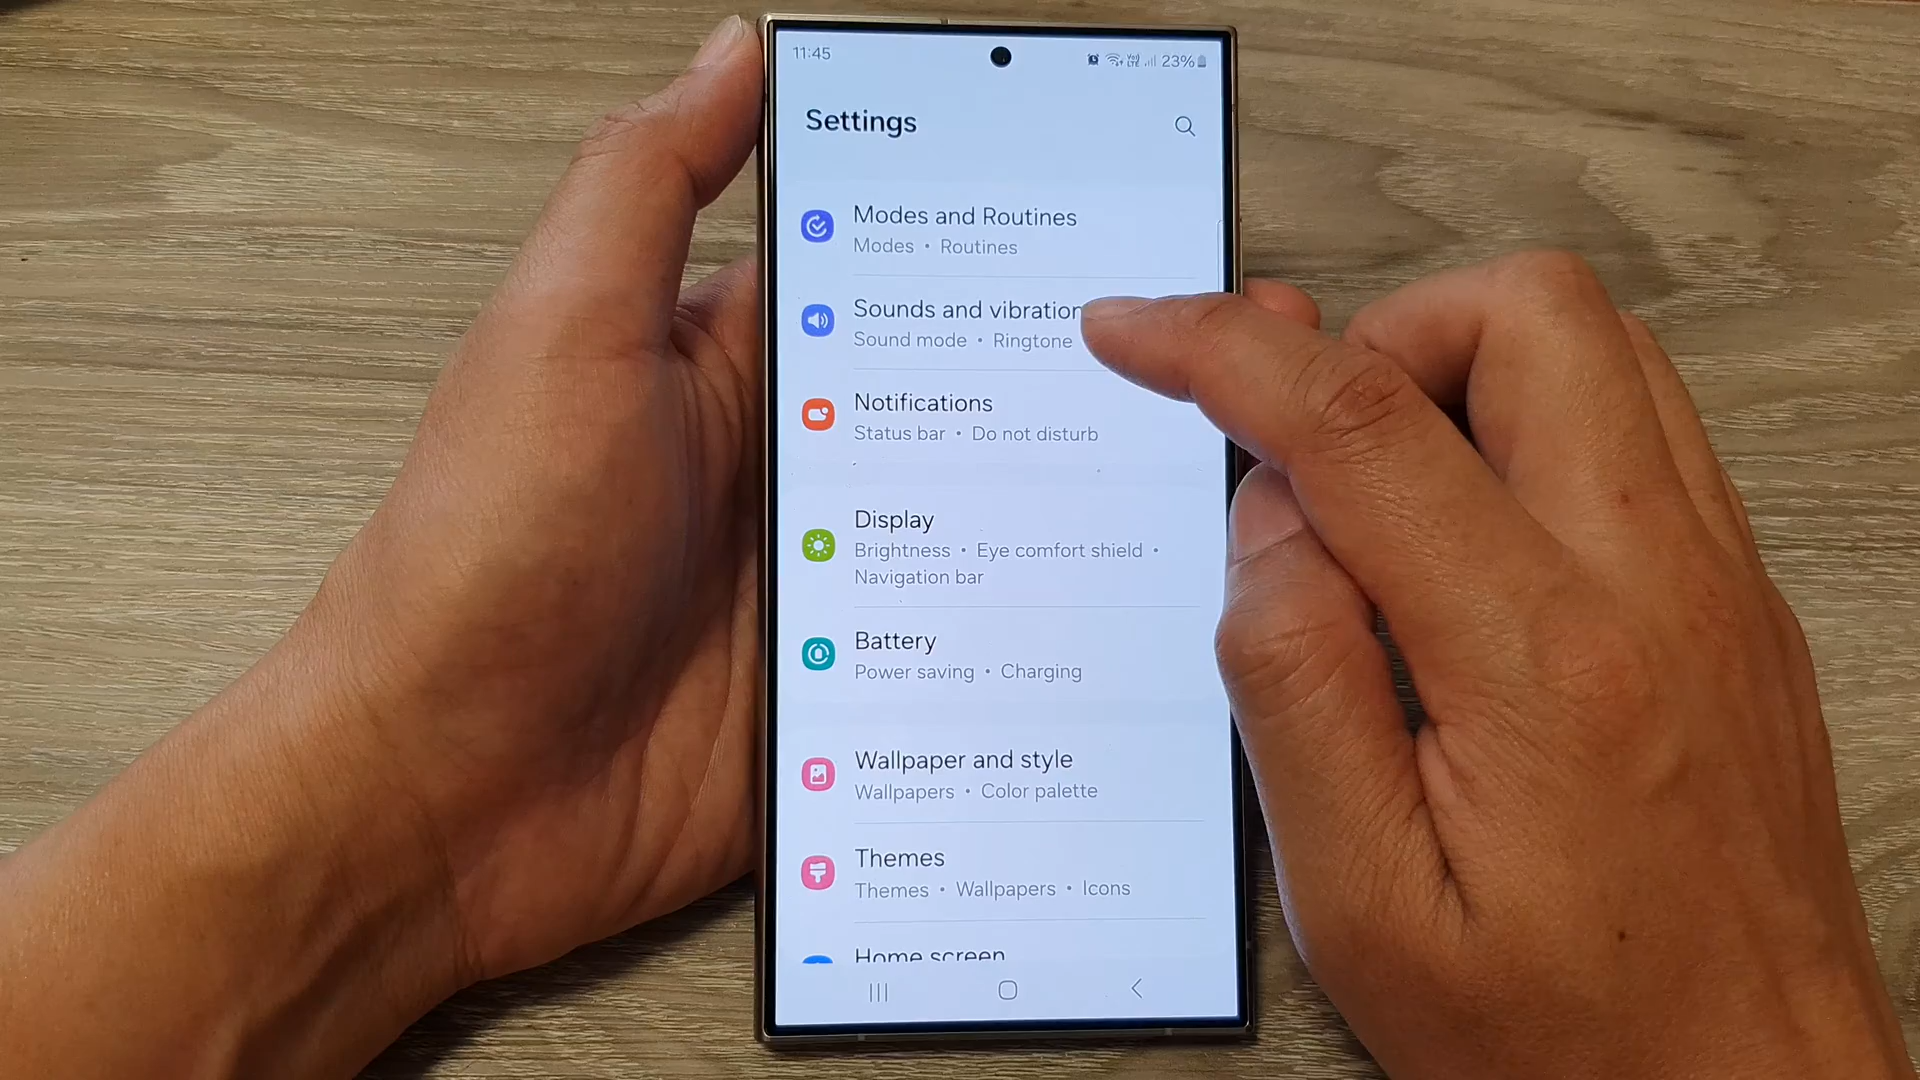 11:45
23%
Settings
Modes and Routines
Modes • Routines
Sounds and vibration
Sound mode • Ringtone
Notifications
Status bar • Do not disturb
Display
Brightness • Eye comfort shield •
Navigation bar
Battery
Power saving • Charging
Wallpaper and style
Wallpapers • Color palette
Themes
Themes • Wallpapers • Icons
Home screen